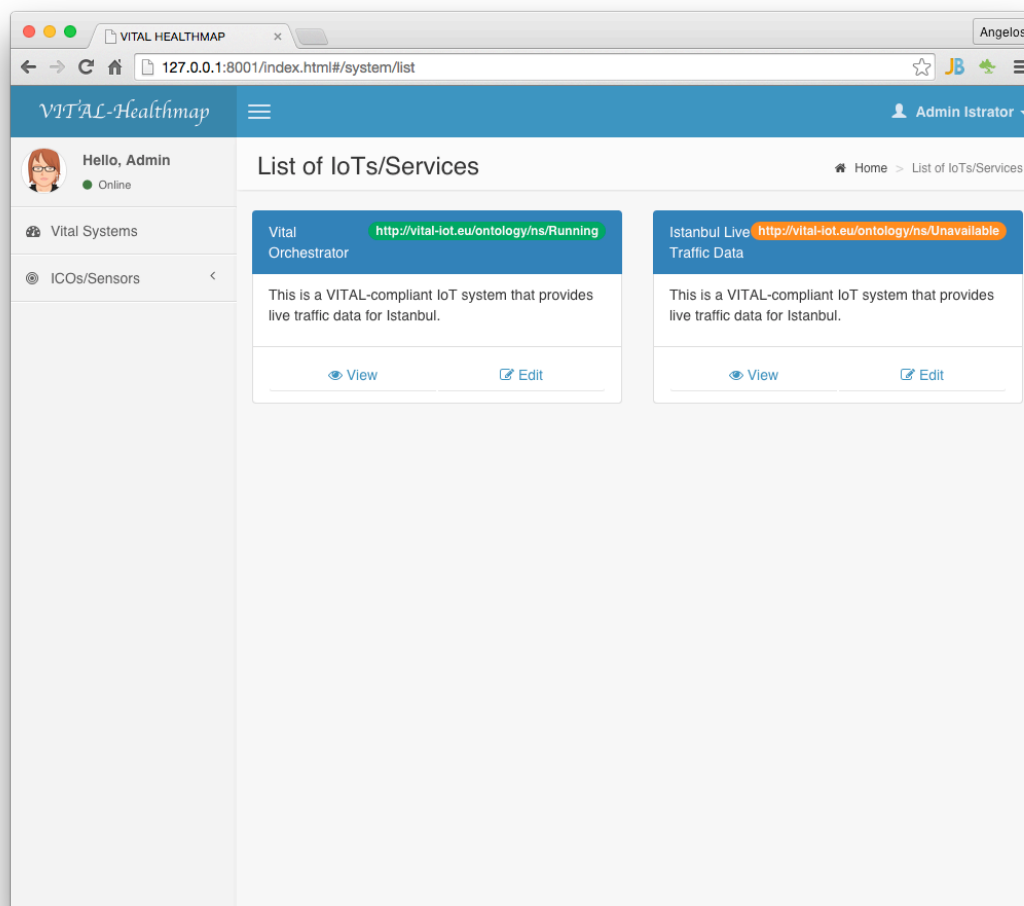 VITAL HEALTHMAP
Angelos
127.0.0.1:8001/index.html#/system/list
JB
VITAL-Healthmap
Admin Istrator
Hello, Admin
Online
Vital Systems
ICOs/Sensors
List of IoTs/Services
Home > List of IoTs/Services
Vital
Orchestrator
http://vital-iot.eu/ontology/ns/Running
This is a VITAL-compliant IoT system that provides
live traffic data for Istanbul.
View
Edit
Istanbul Live
Traffic Data
http://vital-iot.eu/ontology/ns/Unavailable
This is a VITAL-compliant IoT system that provides
live traffic data for Istanbul.
View
Edit